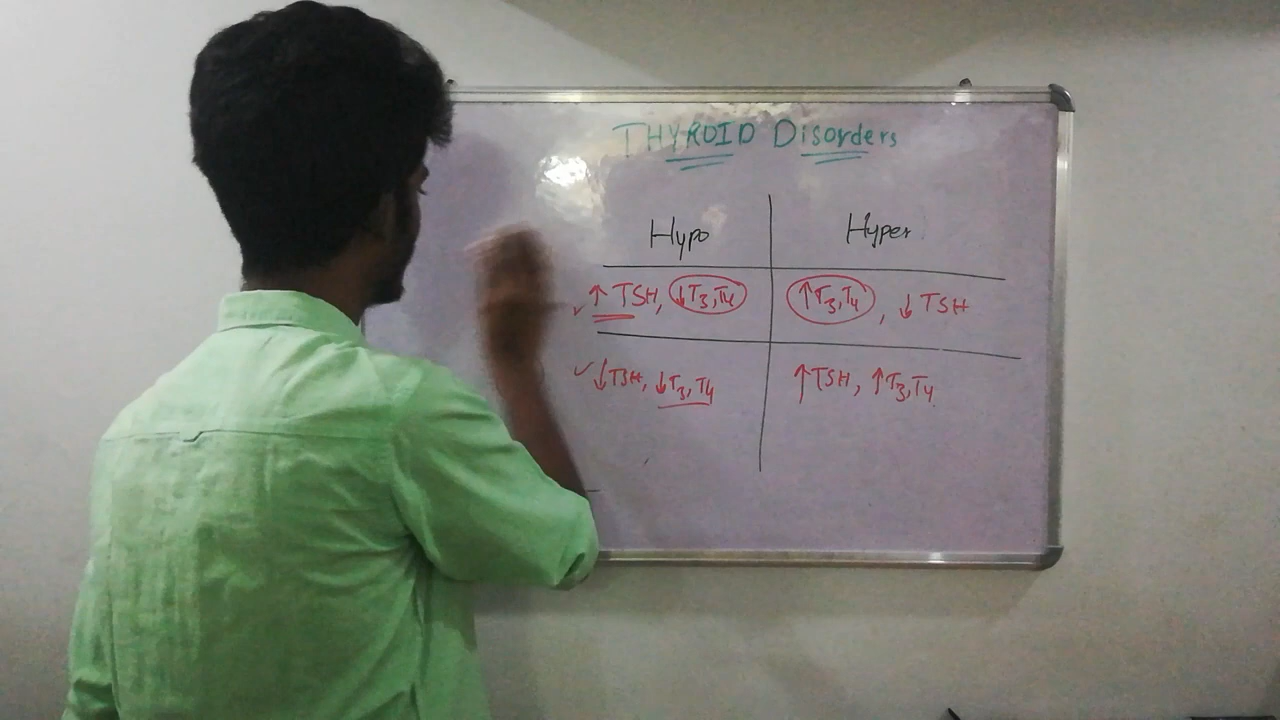 THYROID Disorders
Hypo Hyper
↑ TSH, ↓T3,T4 ↑T3,T4 , ↓ TSH
↓TSH, ↓T3,T4 ↑TSH, ↑T3,T4